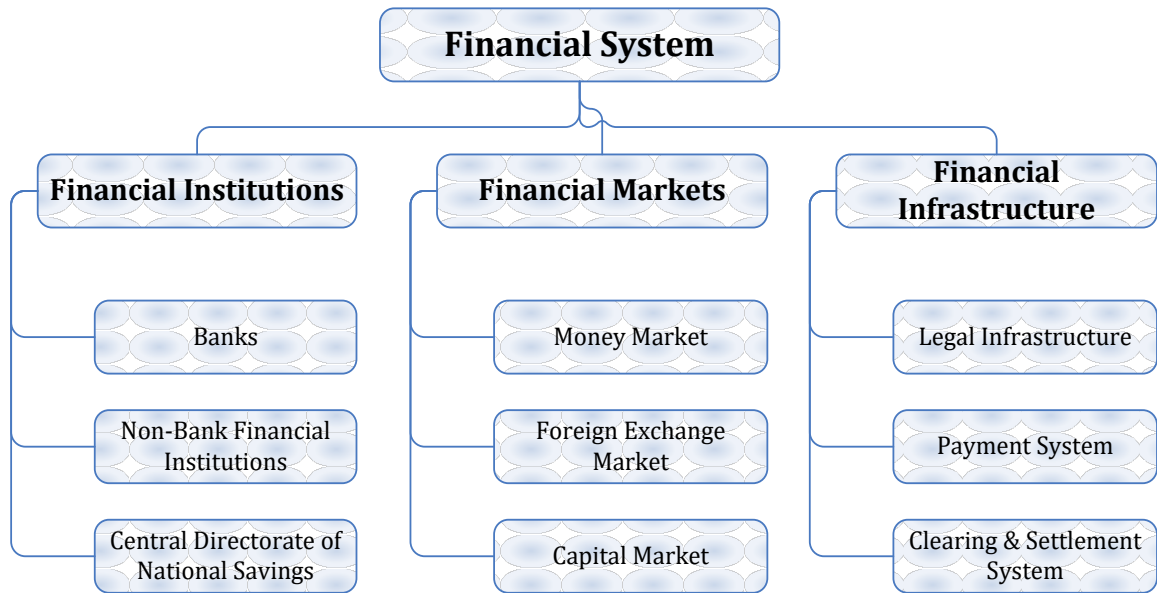 Financial System
Financial Institutions
Banks
Non-Bank Financial
Institutions
Central Directorate of
National Savings
Financial Markets
Money Market
Foreign Exchange
Market
Capital Market
Financial
Infrastructure
Legal Infrastructure
Payment System
Clearing & Settlement
System